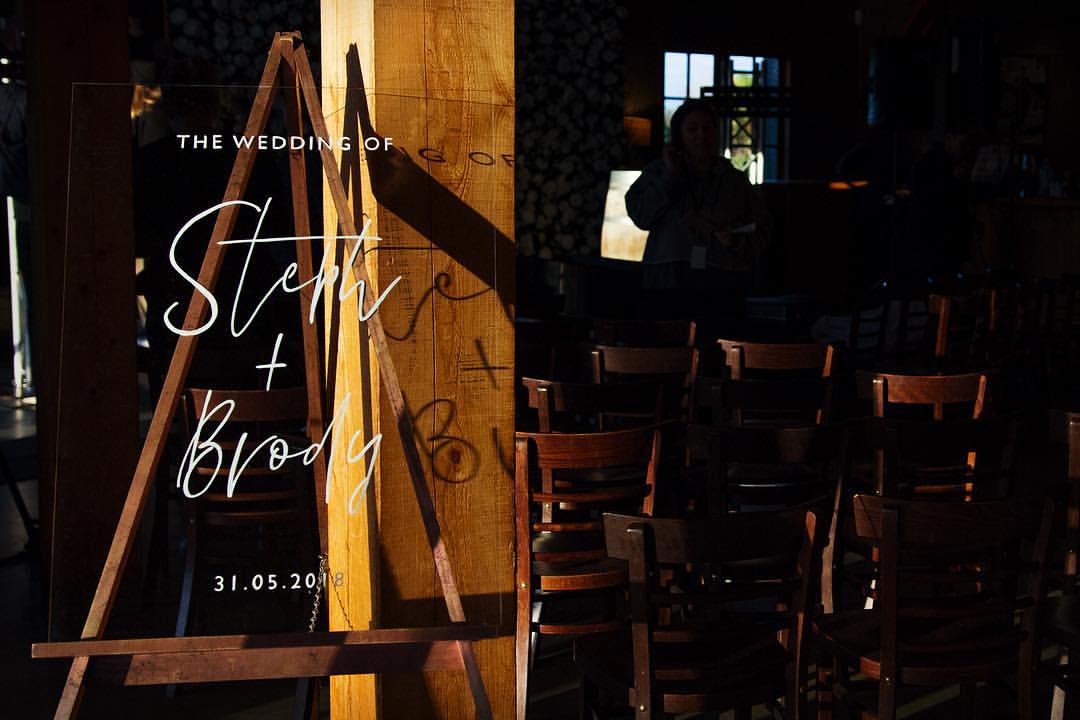 THE WEDDING OF
Steph
+
Brody
31.05.2018